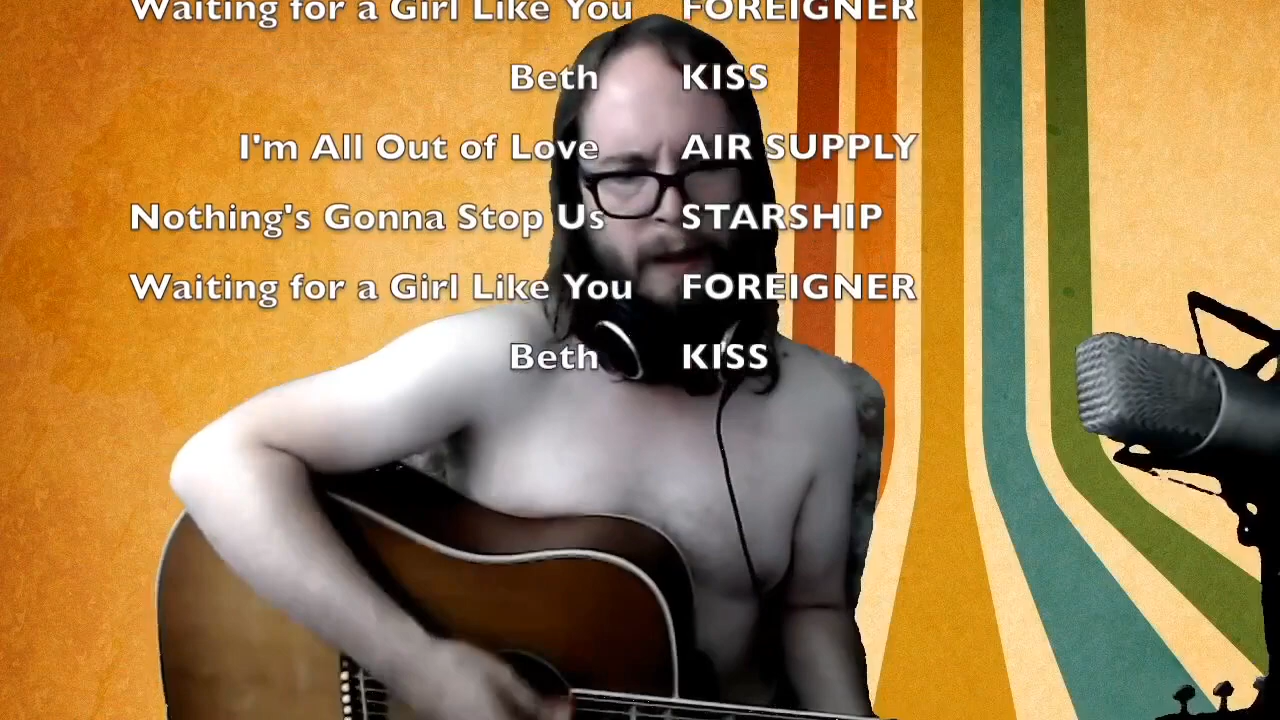 Waiting for a Girl Like You FOREIGNER
Beth KISS
I'm All Out of Love AIR SUPPLY
Nothing's Gonna Stop Us STARSHIP
Waiting for a Girl Like You FOREIGNER
Beth KISS